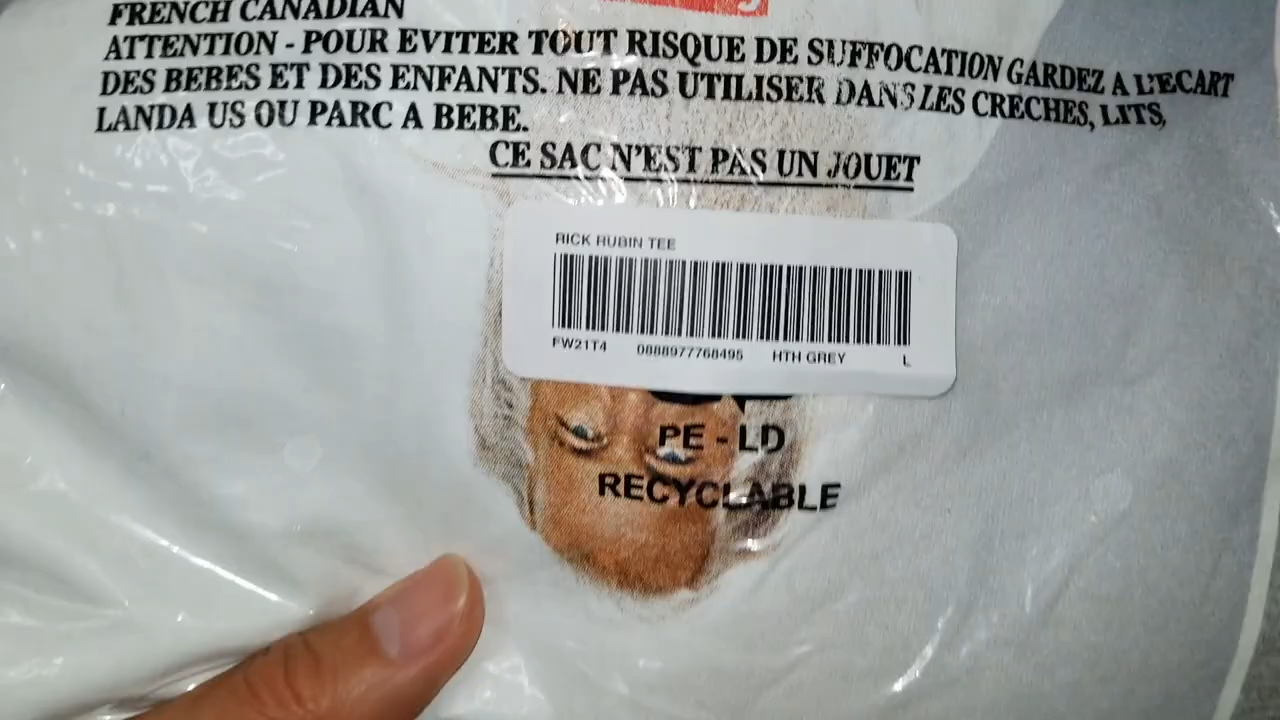 FRENCH CANADIAN
ATTENTION - POUR EVITER TOUT RISQUE DE SUFFOCATION GARDEZ A L'ECART
DES BEBES ET DES ENFANTS. NE PAS UTILISER DANS LES CRECHES, LITS,
LANDA US OU PARC A BEBE.
CE SAC N'EST PAS UN JOUET
RICK RUBIN TEE
FW21T4 0888977768495 HTH GREY L
PE - LD
RECYCLABLE